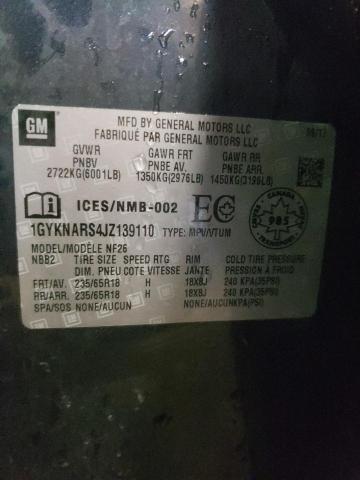 GM
MFD BY GENERAL MOTORS LLC
FABRIQUÉ PAR GENERAL MOTORS LLC
GVWR GAWR FRT GAWR RR
PNBV PNBE AV. PNBE ARR.
2722KG(6001LB) 1350KG(2976LB) 1450KG(3196LB)
ICES/NMB-002 EC
CANADA
985
1GYKNARS4JZ139110 TYPE: MPV/VTUM
MODEL/MODÈLE NF26
NBB2 TIRE SIZE SPEED RTG RIM COLD TIRE PRESSURE
DIM. PNEU COTE VITESSE JANTE PRESSION A FROID
FRT/AV. 235/65R18 H 18X8J 240 KPA(35PSI)
RR/ARR. 235/65R18 H 18X8J 240 KPA(35PSI)
SPA/SOS NONE/AUCUN NONE/AUCUNKPA(PSI)